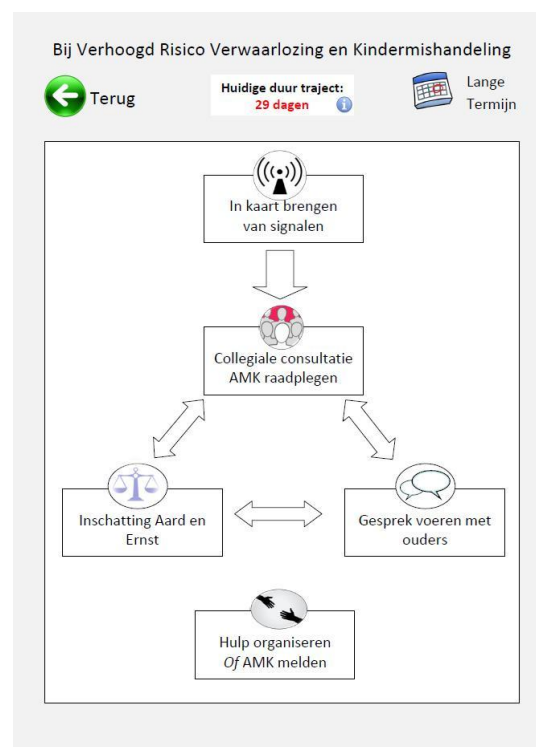 Bij Verhoogd Risico Verwaarlozing en Kindermishandeling
Terug
Huidige duur traject:
29 dagen
Lange
Termijn
In kaart brengen
van signalen
Collegiale consultatie
AMK raadplegen
Inschatting Aard en
Ernst
Gesprek voeren met
ouders
Hulp organiseren
Of AMK melden